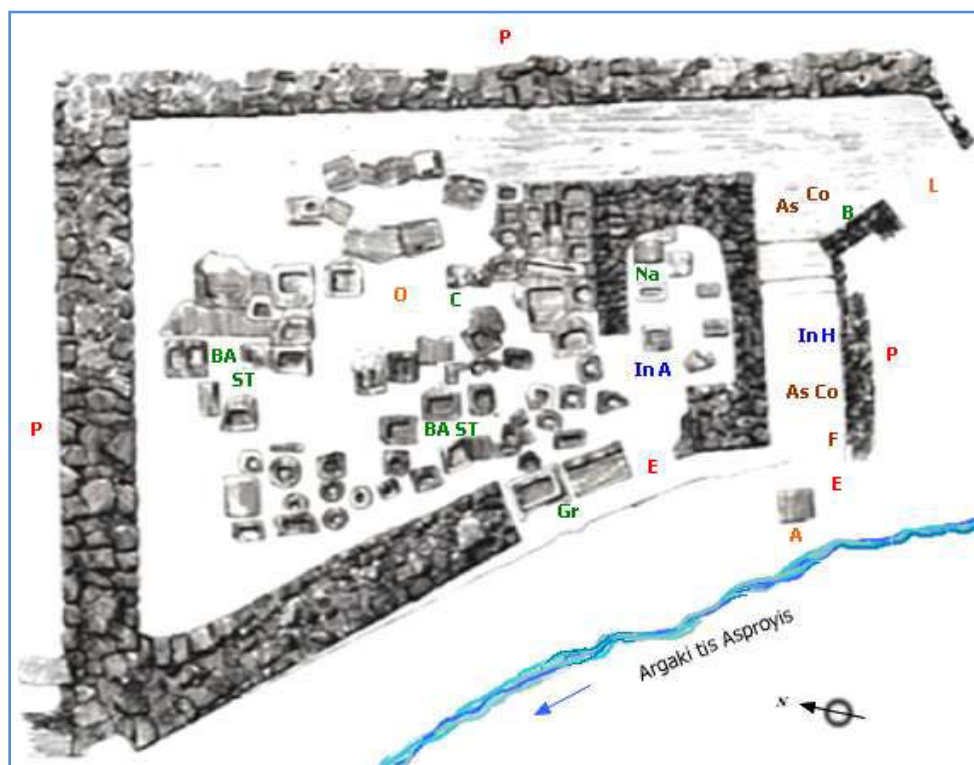 P
L
Co
As
B
Na
O
C
In H
BA
ST
In A
P
As Co
BA ST
P
F
E
E
Gr
A
Argaki tis Asproyis
N